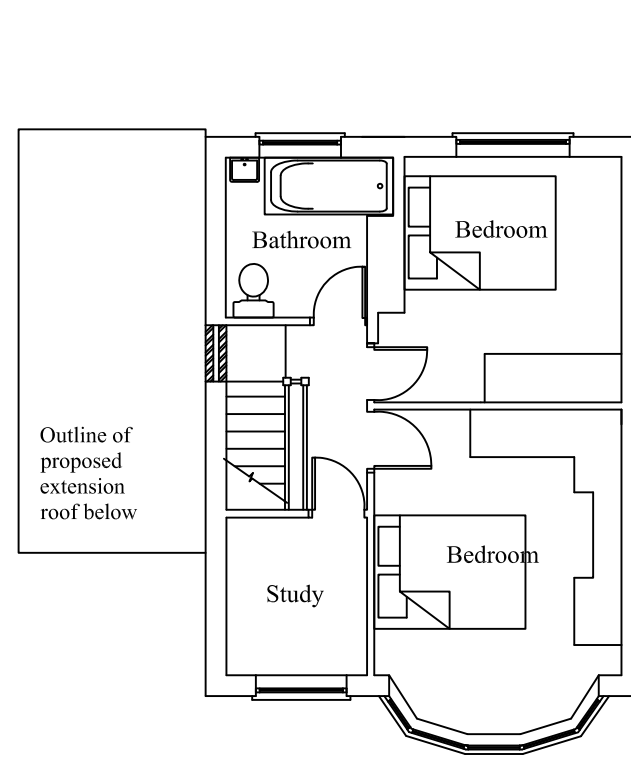 Bathroom
Bedroom
Outline of
proposed
extension
roof below
Bedroom
Study